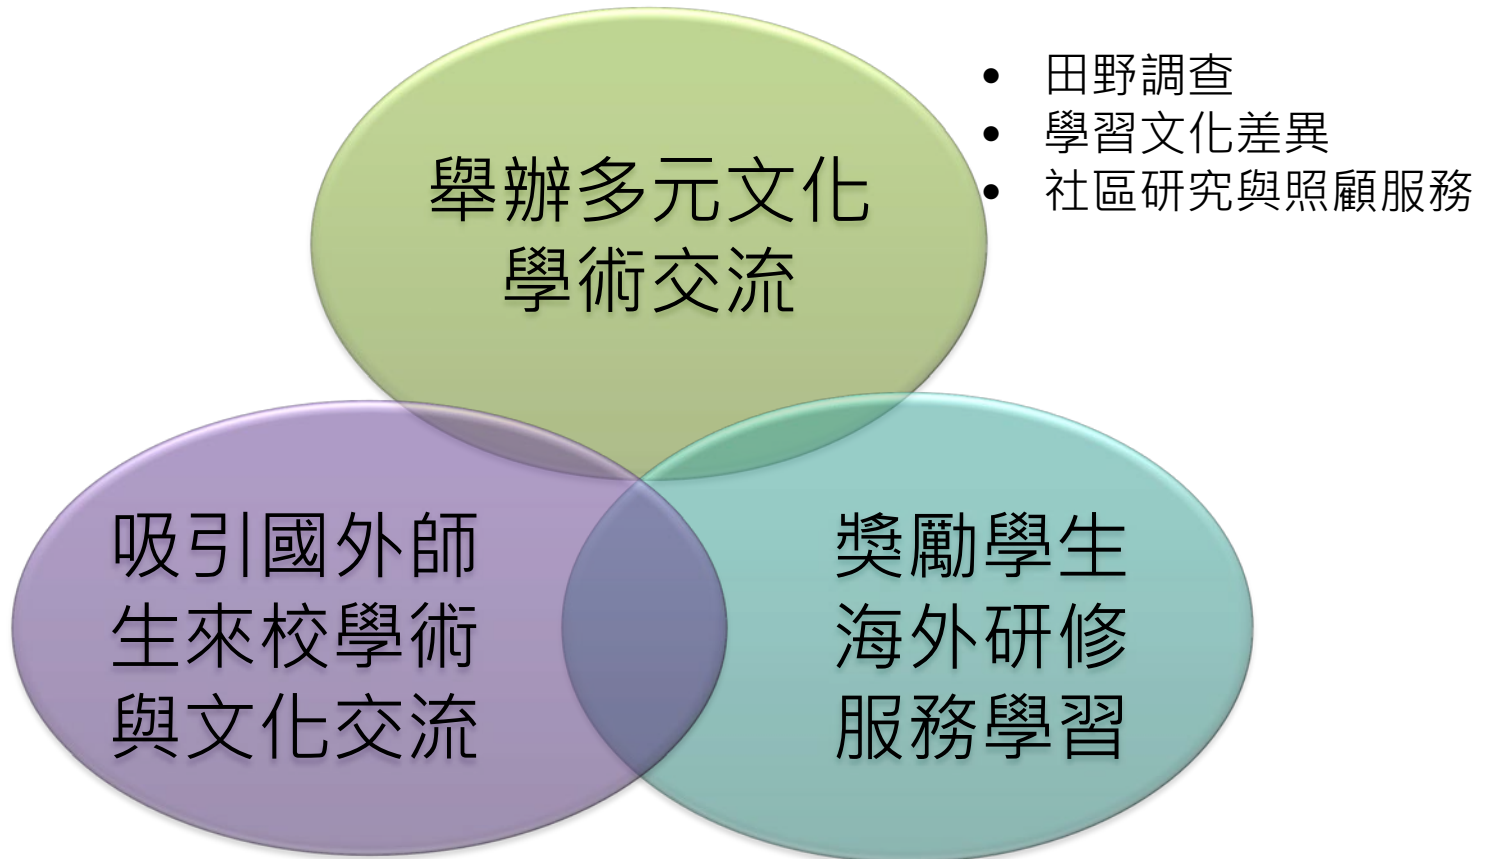 舉辦多元文化
學術交流
• 田野調查
• 學習文化差異
• 社區研究與照顧服務
吸引國外師
生來校學術
與文化交流
獎勵學生
海外研修
服務學習